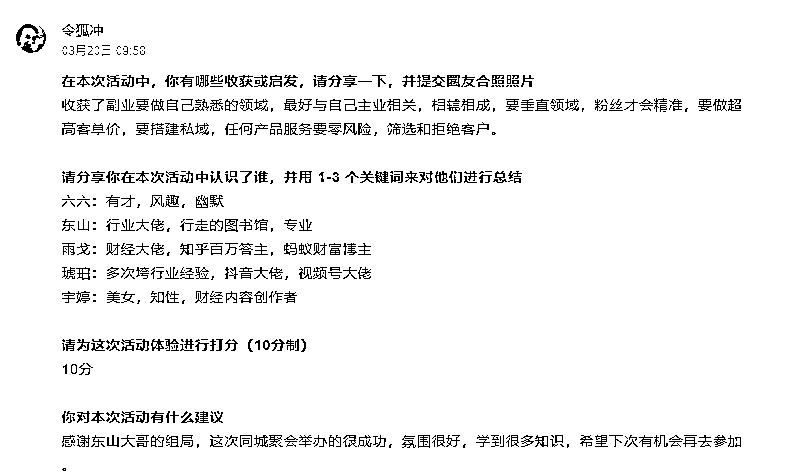 令狐冲
03月20日 09:58
在本次活动中，你有哪些收获或启发，请分享一下，并提交圈友合照照片
收获了副业要做自己熟悉的领域，最好与自己主业相关，相辅相成，要垂直领域，粉丝才会精准，要做超
高客单价，要搭建私域，任何产品服务要零风险，筛选和拒绝客户。
请分享你在本次活动中认识了谁，并用 1-3 个关键词来对他们进行总结
六六：有才，风趣，幽默
东山：行业大佬，行走的图书馆，专业
雨戈：财经大佬，知乎百万答主，蚂蚁财富博主
琥珀：多次垮行业经验，抖音大佬，视频号大佬
宇婷：美女，知性，财经内容创作者
请为这次活动体验进行打分（10分制）
10分
你对本次活动有什么建议
感谢东山大哥的组局，这次同城聚会举办的很成功，氛围很好，学到很多知识，希望下次有机会再去参加
。